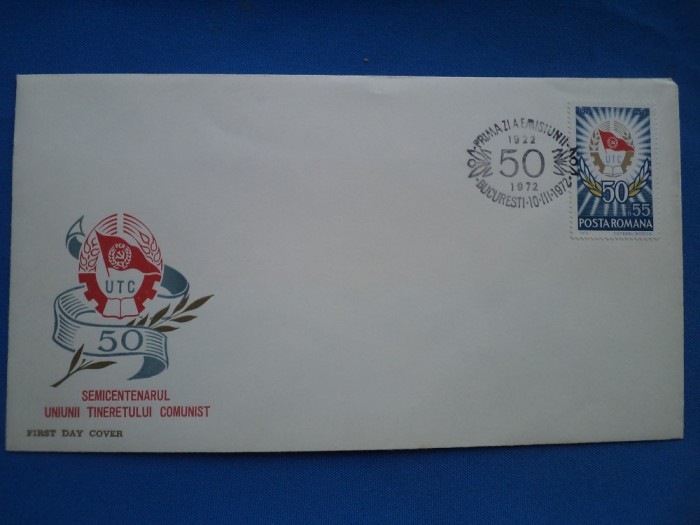 PRIMA ZI A EMISIUNII
1922
50
1972
BUCURESTI-10-III-1972
UTC
50
55
POSTA ROMANA
PCR
UTC
50
SEMICENTENARUL
UNIUNII TINERETULUI COMUNIST
FIRST DAY COVER